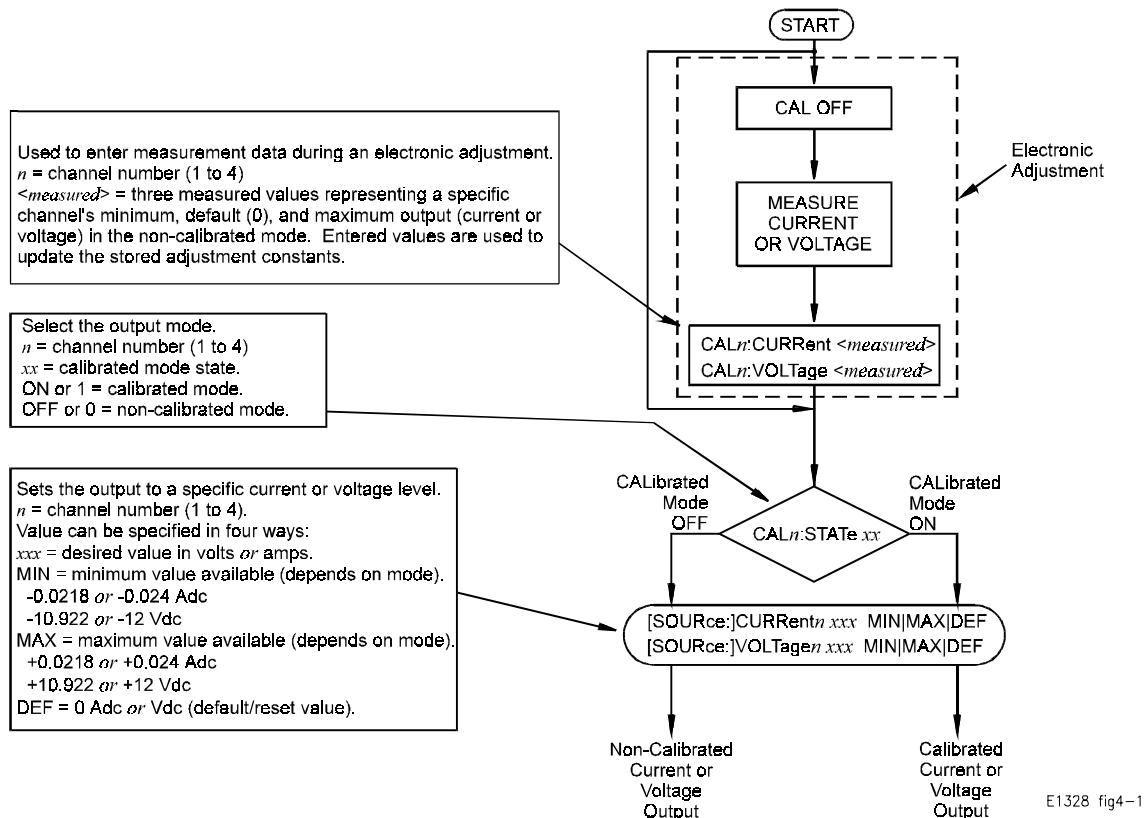 START
CAL OFF
Electronic
Adjustment
MEASURE
CURRENT
OR VOLTAGE
Used to enter measurement data during an electronic adjustment.
n = channel number (1 to 4)
<measured> = three measured values representing a specific
channel's minimum, default (0), and maximum output (current or
voltage) in the non-calibrated mode. Entered values are used to
update the stored adjustment constants.
CALn:CURRent <measured>
CALn:VOLTage <measured>
Select the output mode.
n = channel number (1 to 4)
xx = calibrated mode state.
ON or 1 = calibrated mode.
OFF or 0 = non-calibrated mode.
CALibrated
Mode
OFF
CALn:STATe xx
CALibrated
Mode
ON
Sets the output to a specific current or voltage level.
n = channel number (1 to 4).
Value can be specified in four ways:
xxx = desired value in volts or amps.
MIN = minimum value available (depends on mode).
-0.0218 or -0.024 Adc
-10.922 or -12 Vdc
MAX = maximum value available (depends on mode).
+0.0218 or +0.024 Adc
+10.922 or +12 Vdc
DEF = 0 Adc or Vdc (default/reset value).
[SOURce:]CURRentn xxx MIN|MAX|DEF
[SOURce:]VOLTagen xxx MIN|MAX|DEF
Non-Calibrated
Current or
Voltage
Output
Calibrated
Current or
Voltage
Output
E1328 fig4-1